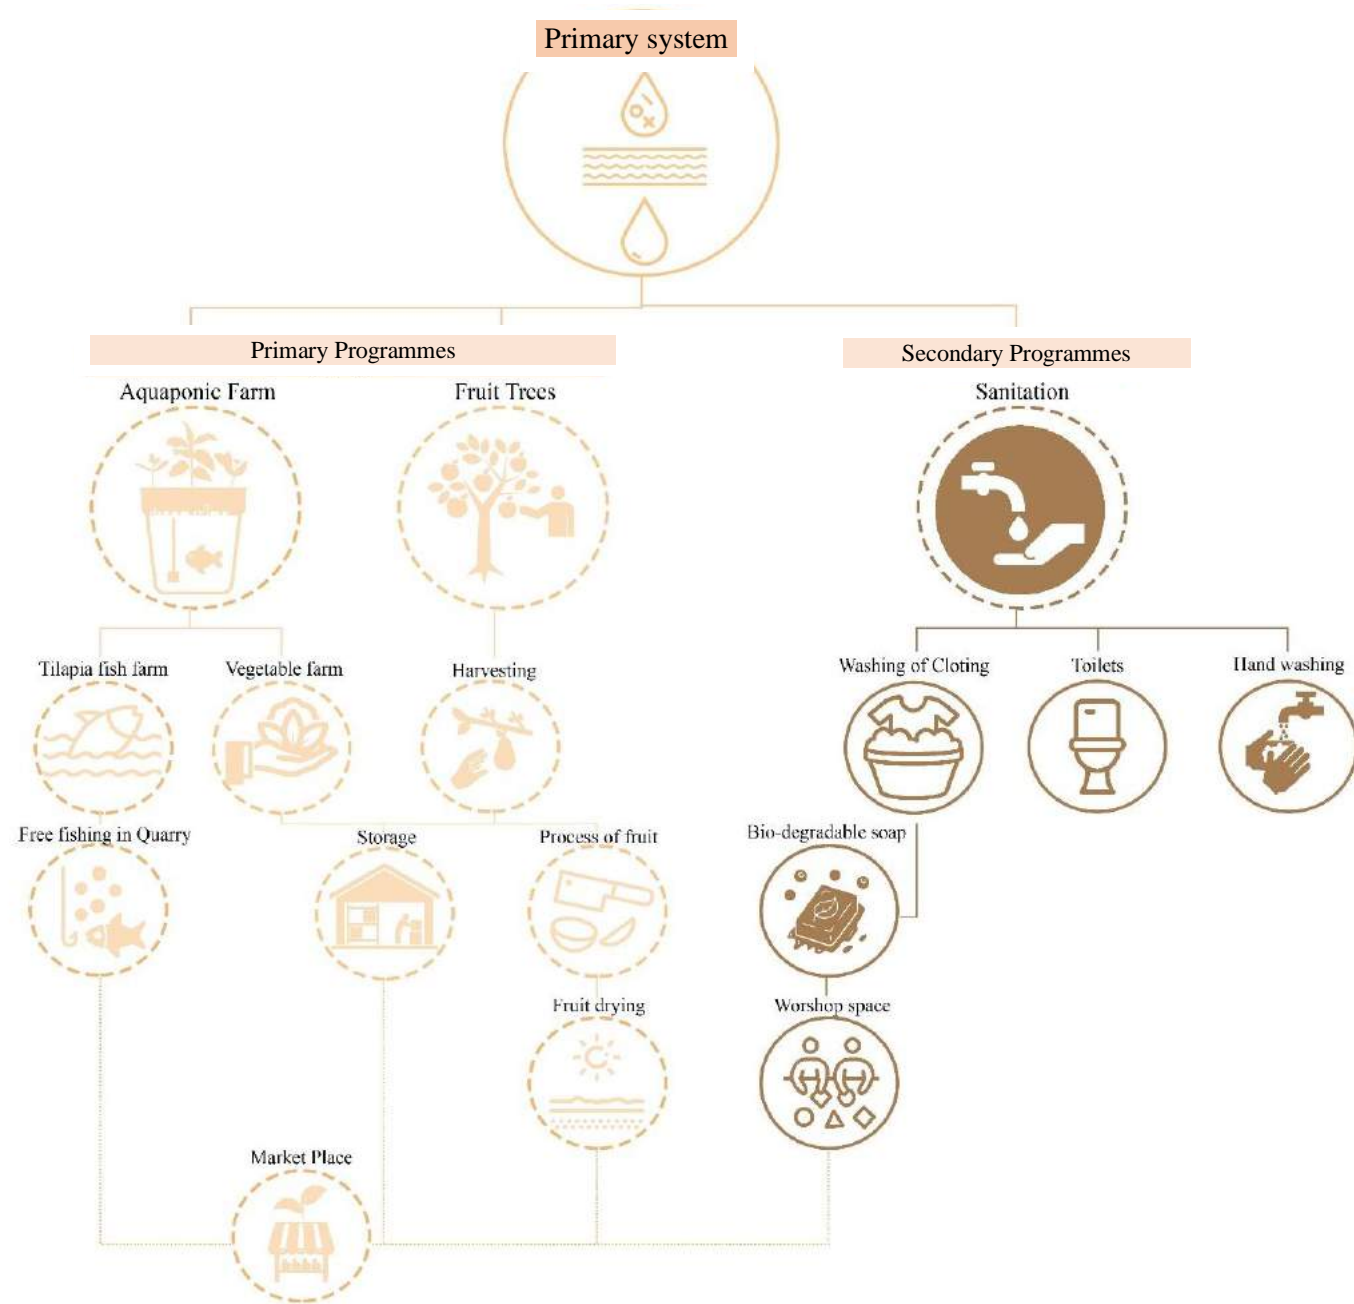 Primary system
Primary Programmes
Secondary Programmes
Aquaponic Farm
Fruit Trees
Sanitation
Tilapia fish farm
Vegetable farm
Harvesting
Washing of Cloting
Toilets
Hand washing
Free fishing in Quarry
Storage
Process of fruit
Bio-degradable soap
Fruit drying
Worshop space
Market Place